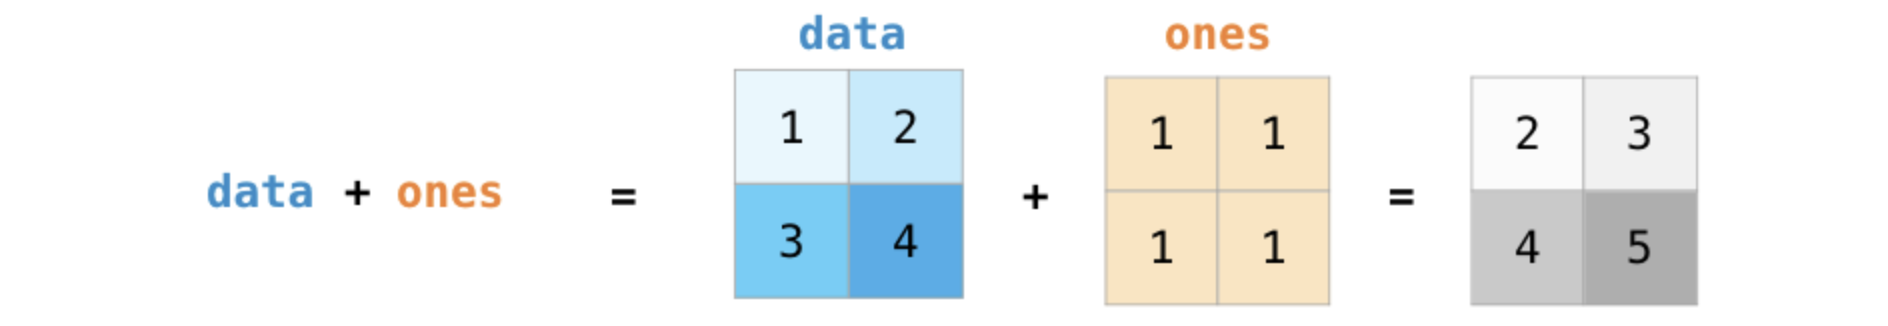 data ones
1 2 1 1 2 3
data + ones = + =
3 4 1 1 4 5